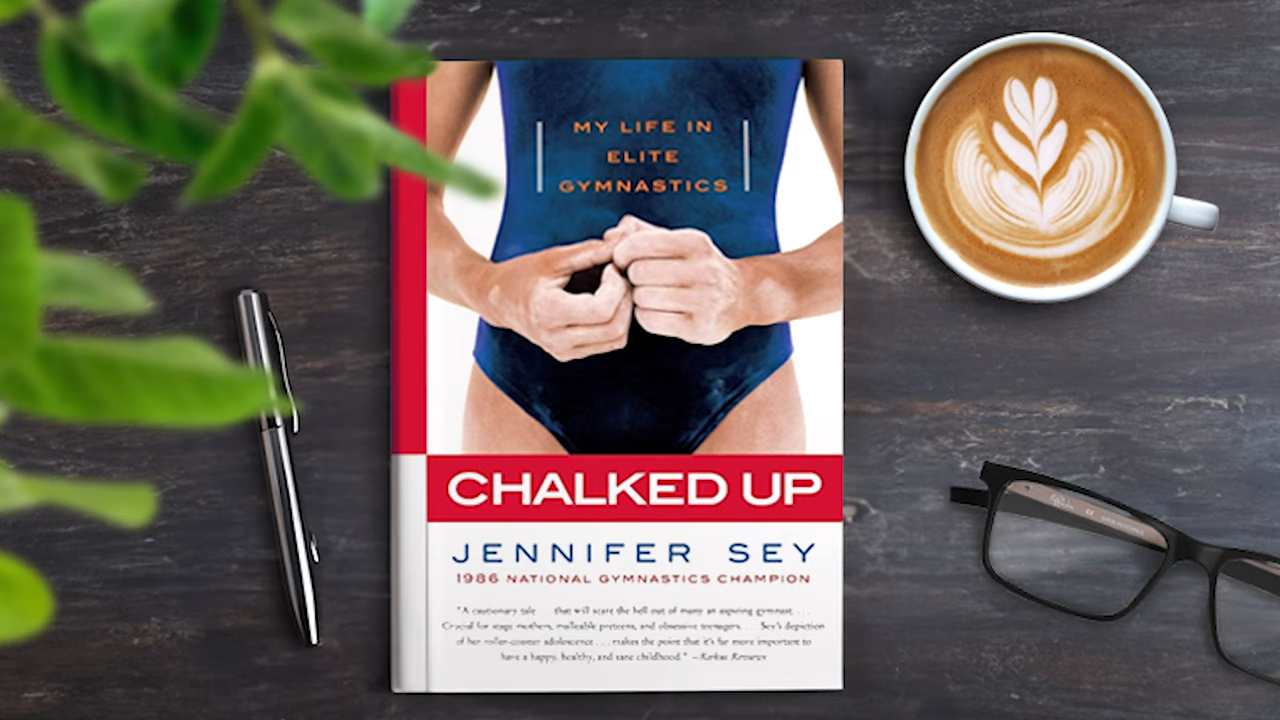 MY LIFE IN
ELITE
GYMNASTICS
CHALKED UP
JENNIFER SEY
1986 NATIONAL GYMNASTICS CHAMPION
"A cautionary tale . . . that will scare the hell out of many an aspiring gymnast. . . .
Crucial for stage mothers, malleable preteens, and obsessive teenagers. . . . Sey's depiction
of her roller-coaster adolescence . . . makes the point that it's far more important to
have a happy, healthy, and sane childhood." —Kirkus Reviews